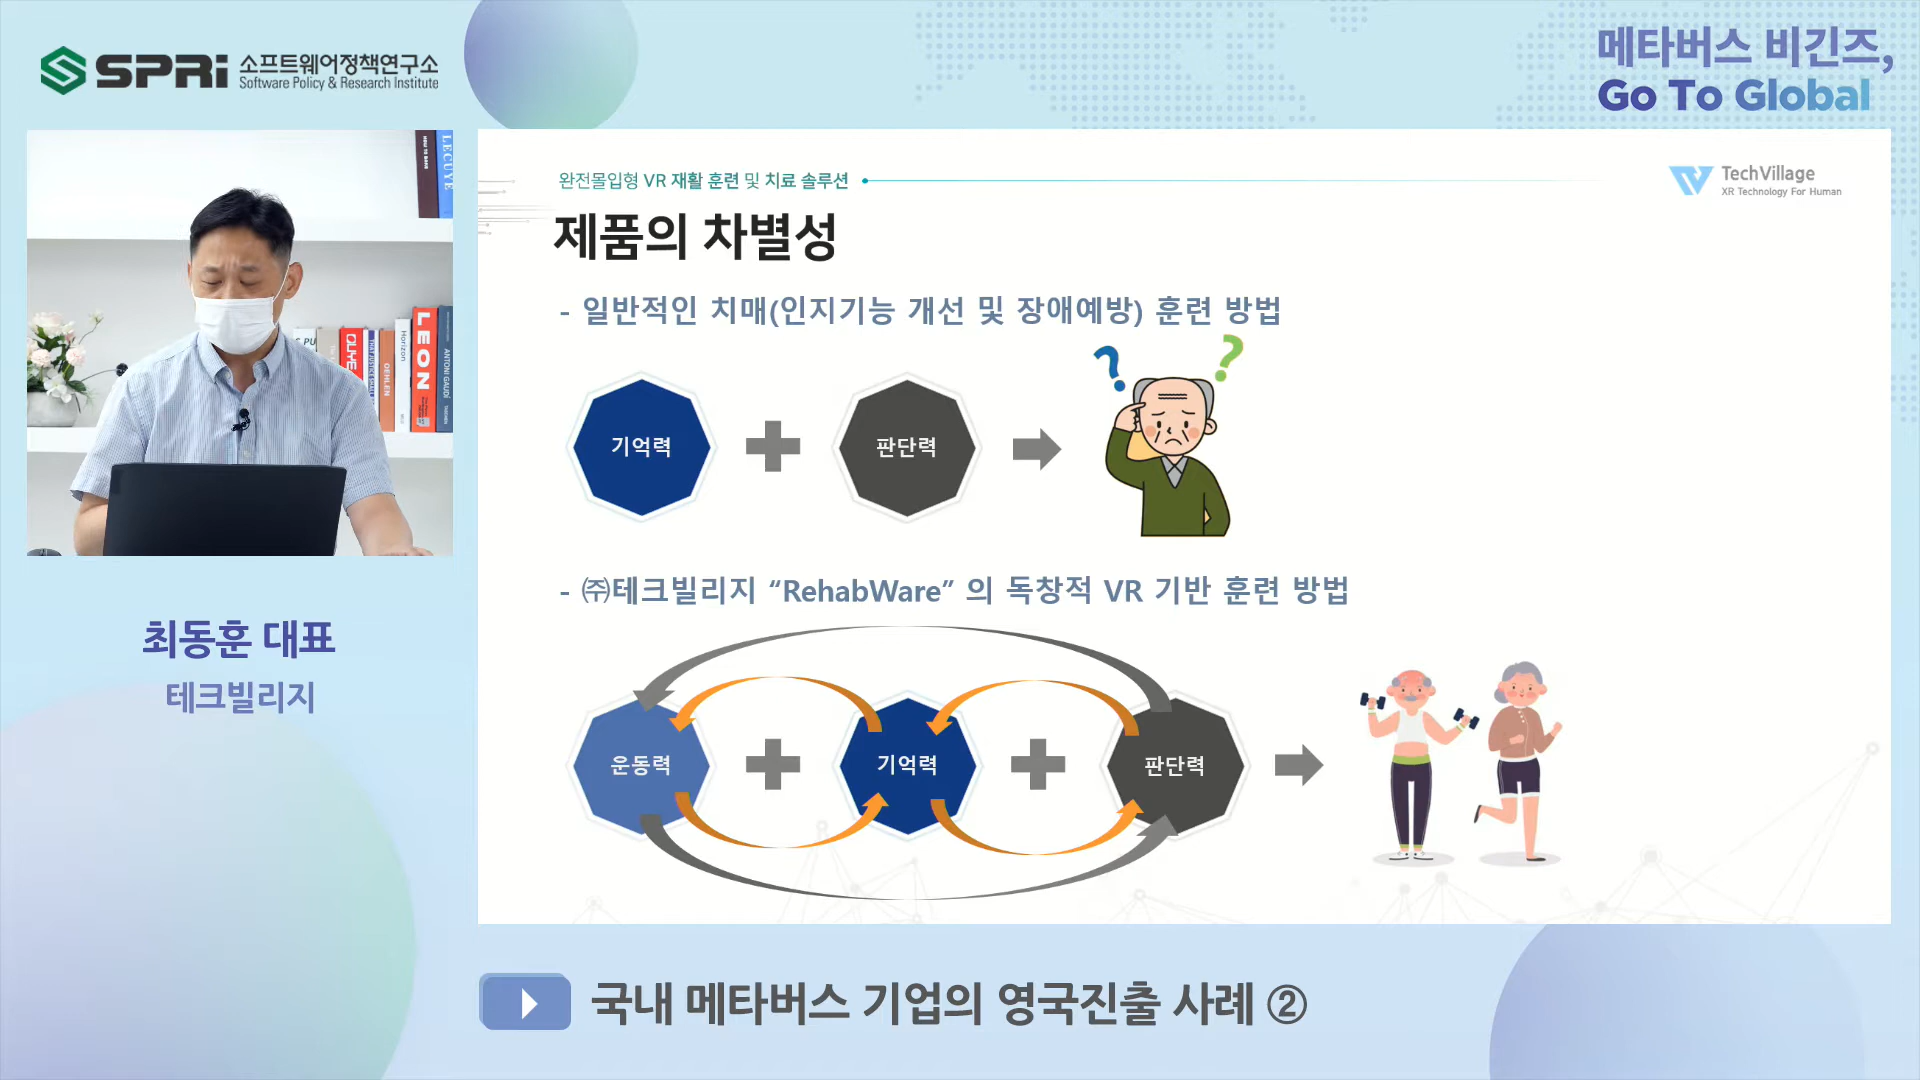 SPRi 소프트웨어정책연구소
Software Policy & Research Institute
메타버스 비긴즈,
Go To Global
LECUYE
LEON
ANTONI GAUDÍ
Horizon
OEHLEN
완전몰입형 VR 재활 훈련 및 치료 솔루션
TechVillage
XR Technology For Human
제품의 차별성
- 일반적인 치매(인지기능 개선 및 장애예방) 훈련 방법
? ?
기억력
판단력
- ㈜테크빌리지 “RehabWare” 의 독창적 VR 기반 훈련 방법
운동력
기억력
판단력
최동훈 대표
테크빌리지
국내 메타버스 기업의 영국진출 사례 ②